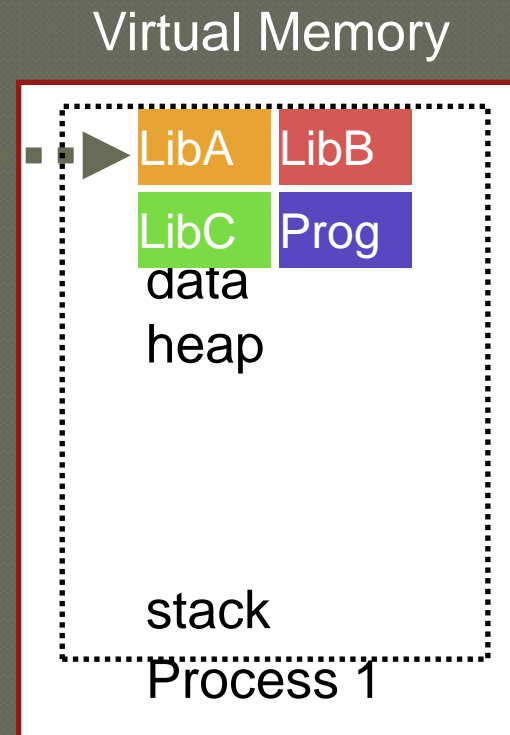 Virtual Memory
LibA LibB
LibC Prog
data
heap
stack
Process 1